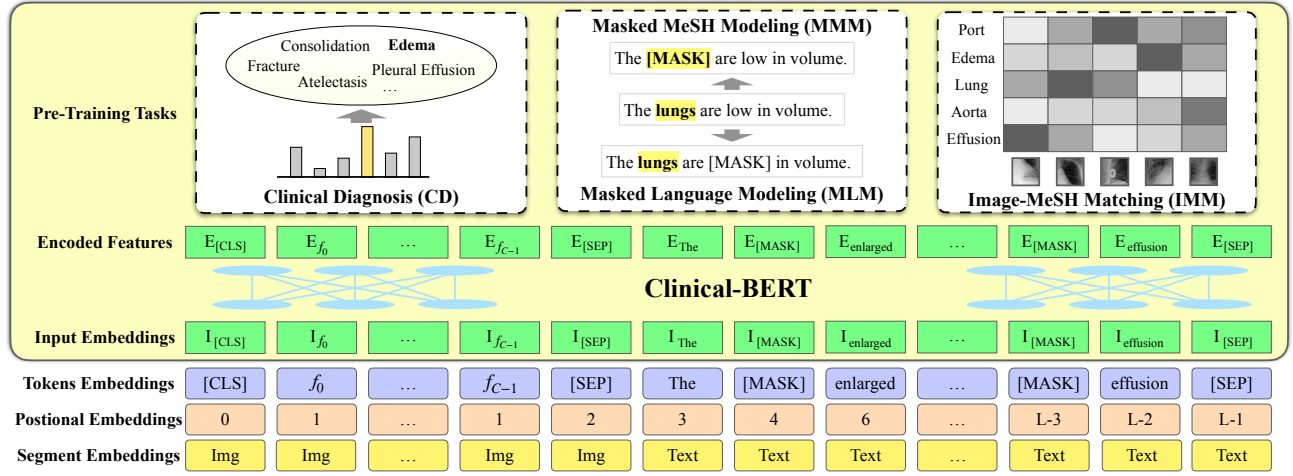 Pre-Training Tasks
Consolidation Edema
Fracture Pleural Effusion
Atelectasis
…
Clinical Diagnosis (CD)
Masked MeSH Modeling (MMM)
The [MASK] are low in volume.
The lungs are low in volume.
The lungs are [MASK] in volume.
Masked Language Modeling (MLM)
Port
Edema
Lung
Aorta
Effusion
Image-MeSH Matching (IMM)
Encoded Features E[CLS] Ef0 … EfC-1 E[SEP] EThe E[MASK] Eenlarged … E[MASK] Eeffusion E[SEP]
Clinical-BERT
Input Embeddings I[CLS] If0 … IfC-1 I[SEP] IThe I[MASK] Ienlarged … I[MASK] Ieffusion I[SEP]
Tokens Embeddings [CLS] f0 … fC-1 [SEP] The [MASK] enlarged … [MASK] effusion [SEP]
Postional Embeddings 0 1 … 1 2 3 4 6 … L-3 L-2 L-1
Segment Embeddings Img Img … Img Img Text Text Text … Text Text Text